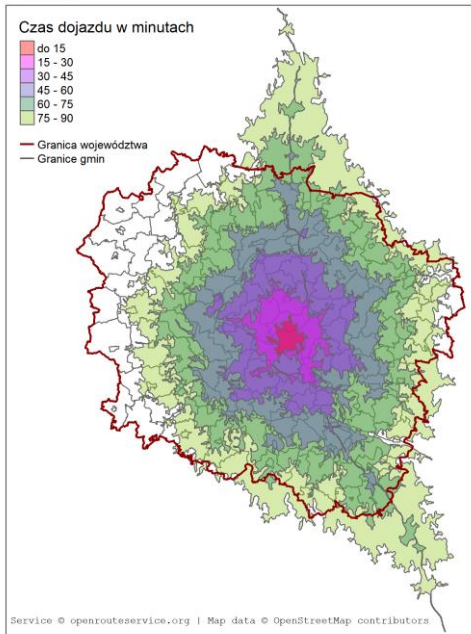 Czas dojazdu w minutach
do 15
15 - 30
30 - 45
45 - 60
60 - 75
75 - 90
Granica województwa
Granice gmin
Service © openrouteservice.org | Map data © OpenStreetMap contributors